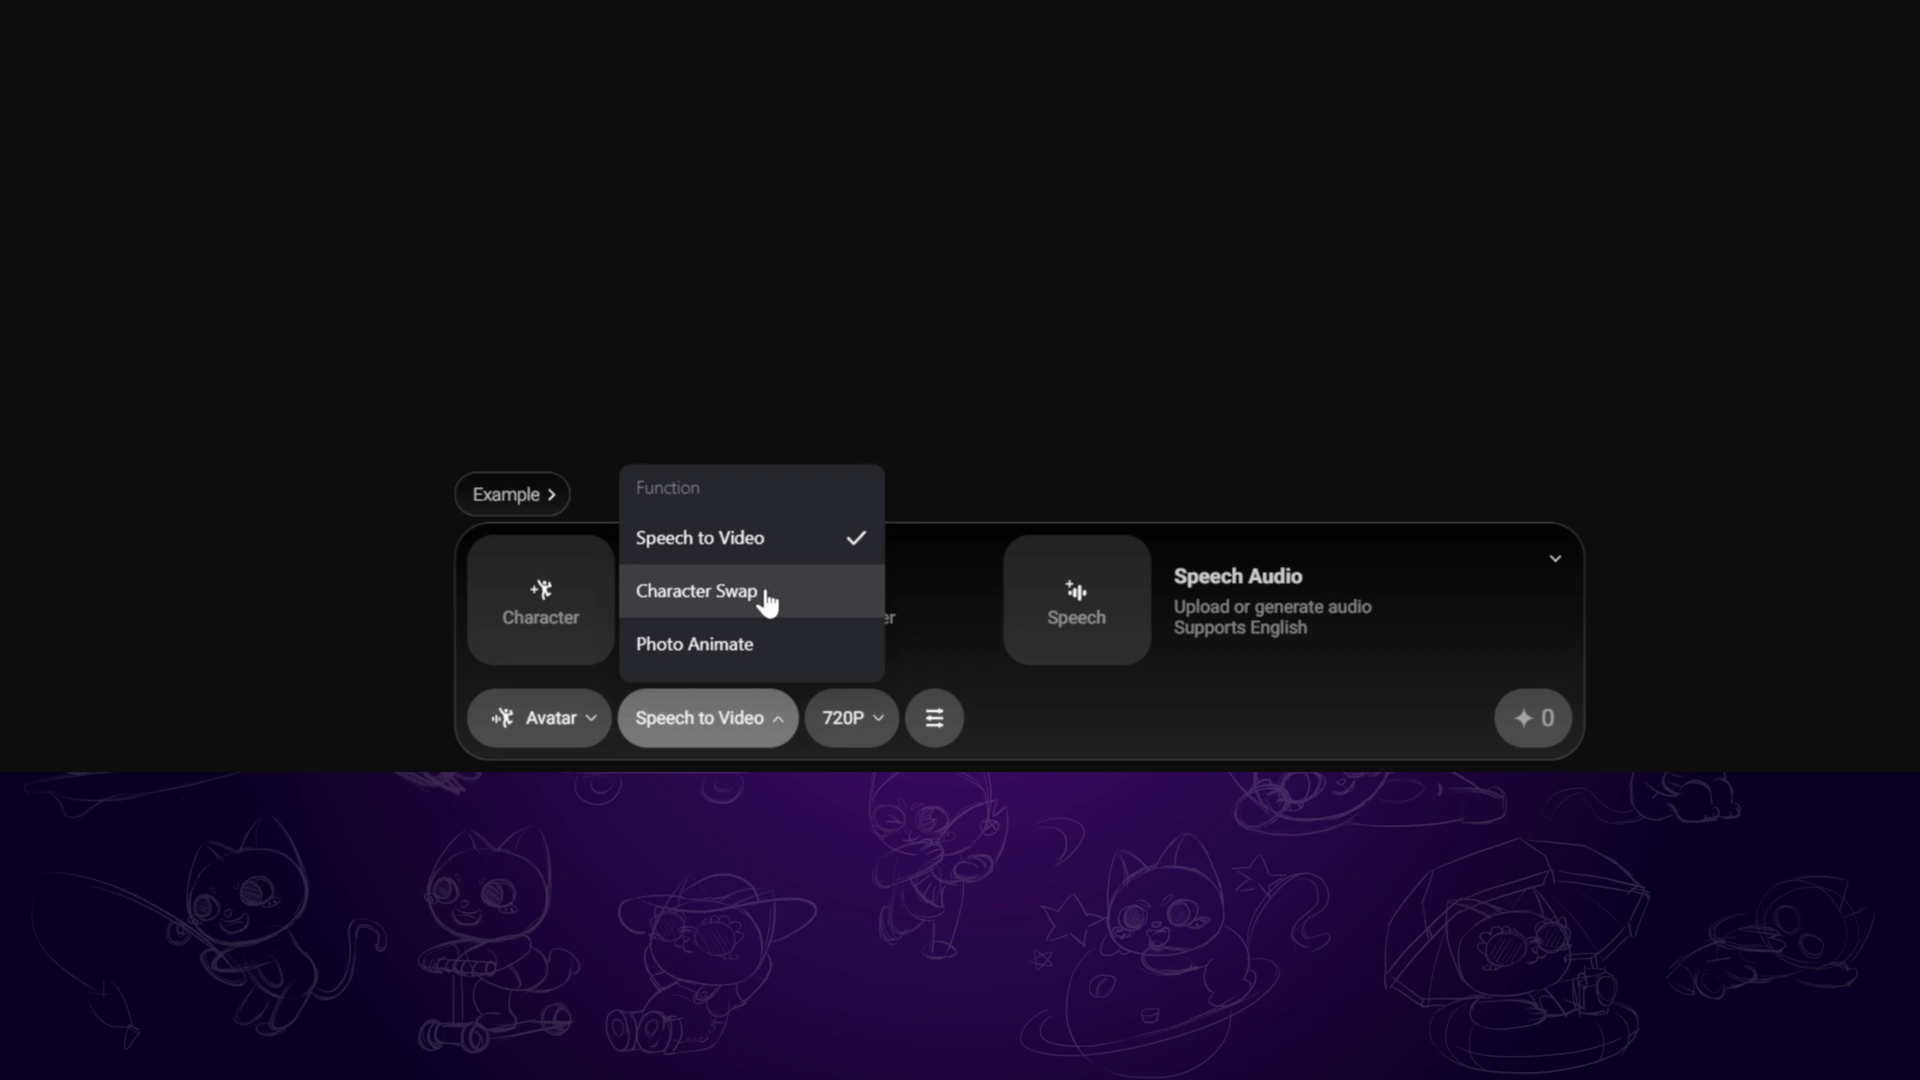 Example
Function
Speech to Video
Character Swap
Photo Animate
Character
er
Speech
Speech Audio
Upload or generate audio
Supports English
Avatar
Speech to Video
720P
0